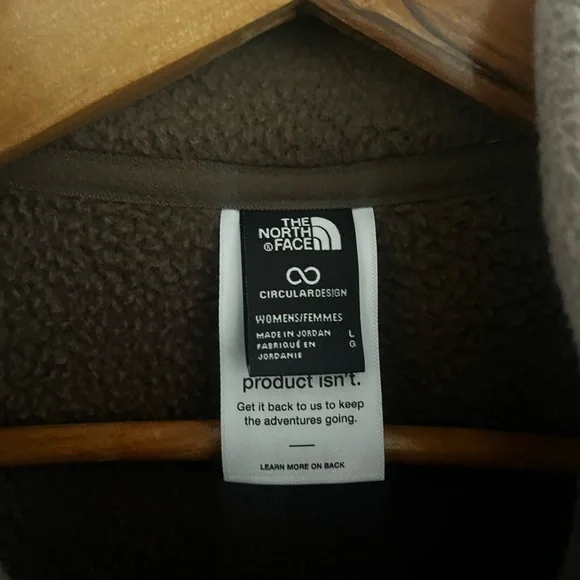 THE
NORTH
FACE
CIRCULARDESIGN
WOMENS/FEMMES
MADE IN JORDAN L
FABRIQUÉ EN G
JORDANIE
product isn't.
Get it back to us to keep
the adventures going.
LEARN MORE ON BACK